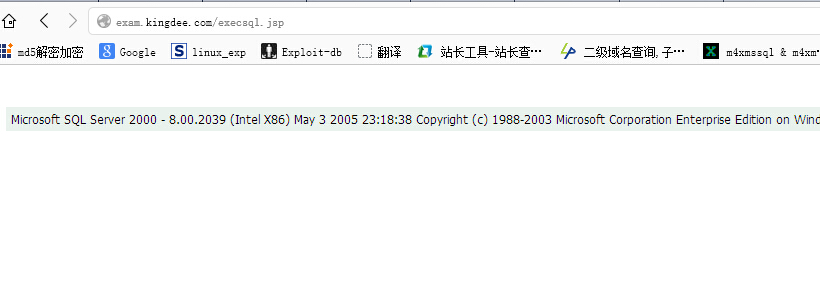 exam.kingdee.com/execsql.jsp
md5解密加密 Google linux_exp Exploit-db 翻译 站长工具-站长查… 二级域名查询,子… m4xmssql & m4xm
Microsoft SQL Server 2000 - 8.00.2039 (Intel X86) May 3 2005 23:18:38 Copyright (c) 1988-2003 Microsoft Corporation Enterprise Edition on Wind